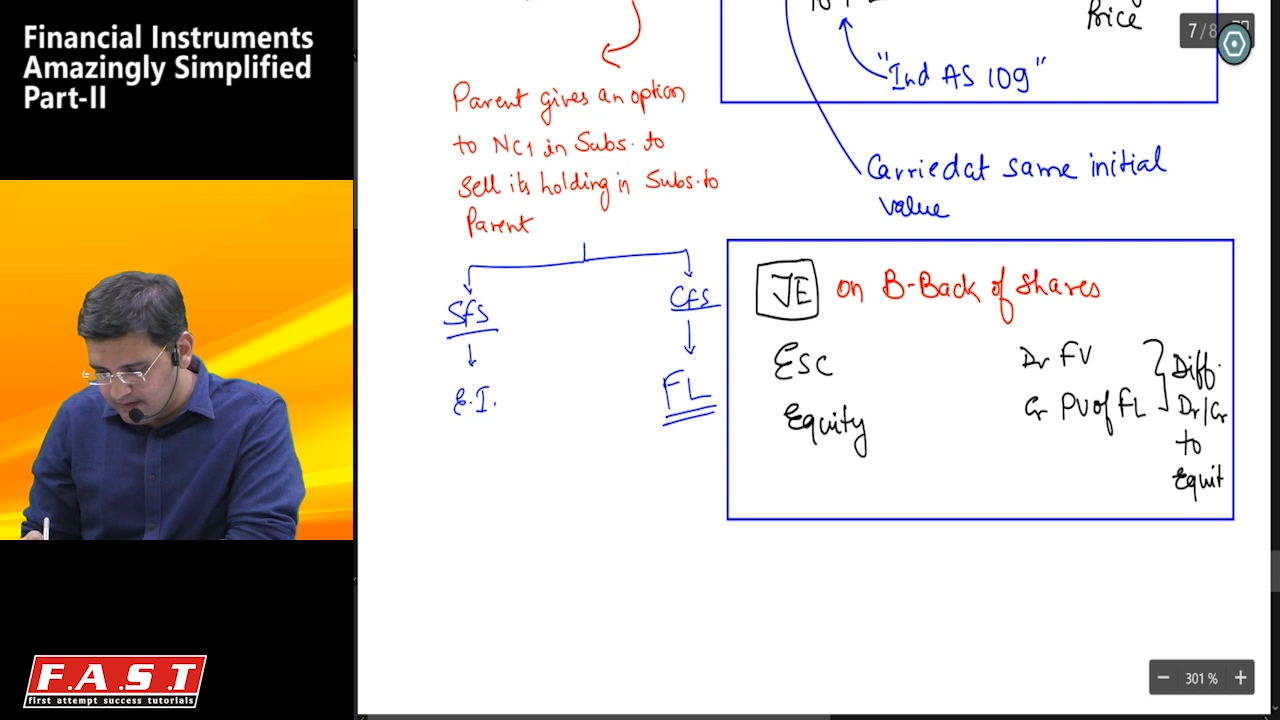 Financial Instruments
Amazingly Simplified
Part-II
Price
7/8
"Ind AS 109"
Parent gives an option
to NCI in Subs. to
sell its holding in Subs. to
Parent
Carried at same initial
value
SFS
CFS
E.I.
FL
JE on B-Back of shares
ESC Dr FV
Equity Cr PV of FL
Diff.
Dr/Cr
to
Equit
F.A.S.T
first attempt success tutorials
301 %